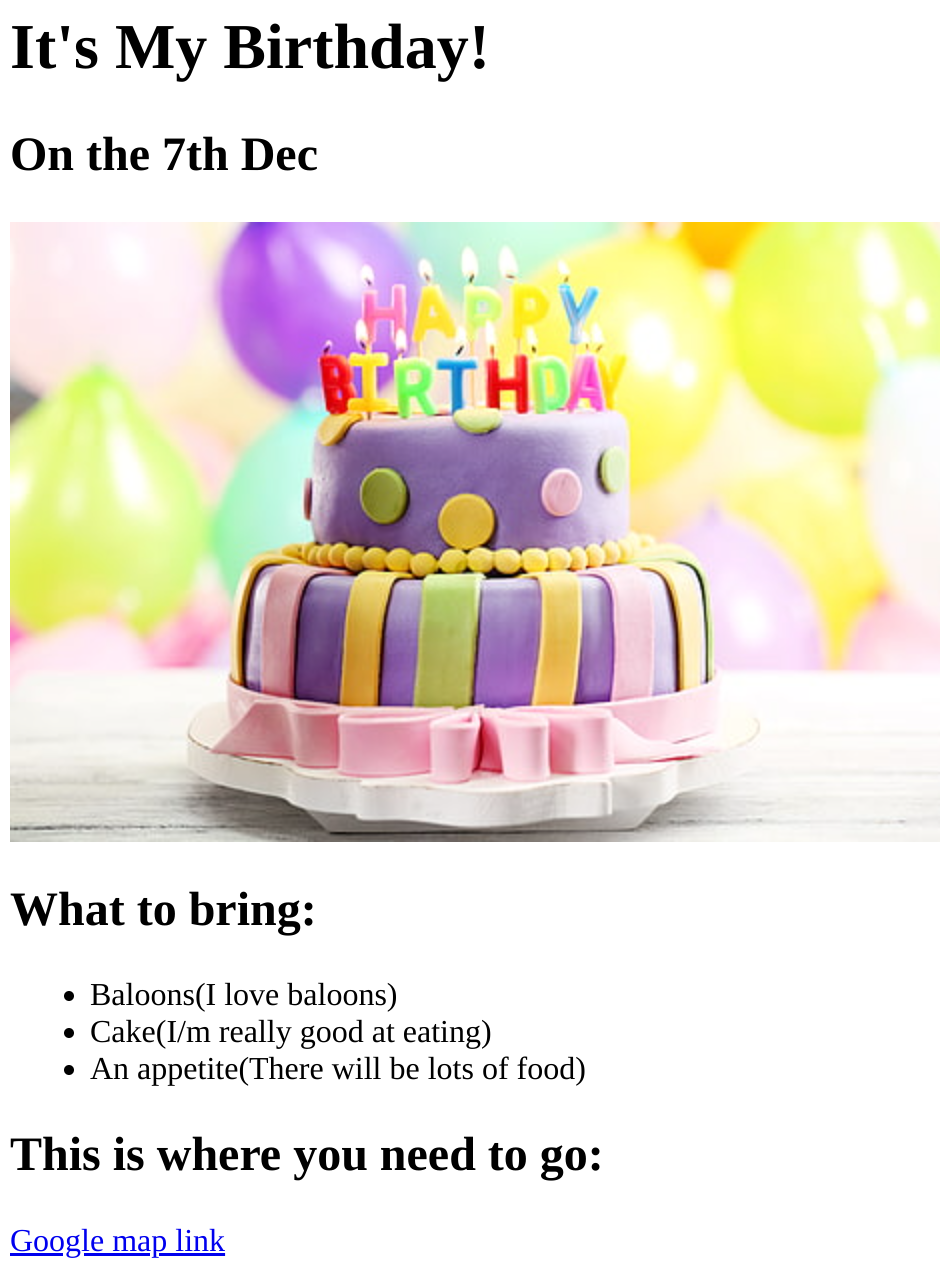 It's My Birthday!
On the 7th Dec
HAPPY
BIRTHDAY
What to bring:
Baloons(I love baloons)
Cake(I/m really good at eating)
An appetite(There will be lots of food)
This is where you need to go:
Google map link